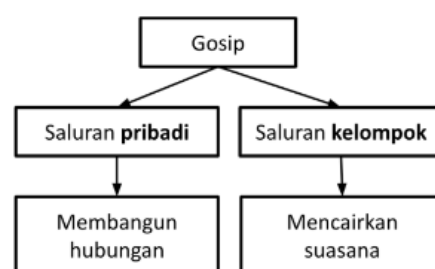 Gosip
Saluran pribadi
Saluran kelompok
Membangun
hubungan
Mencairkan
suasana